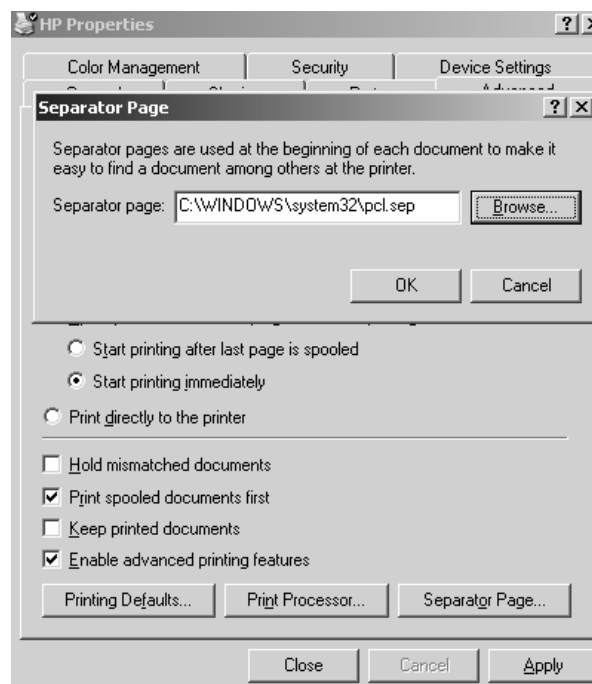 HP Properties
Color Management Security Device Settings
Separator Page
Separator pages are used at the beginning of each document to make it
easy to find a document among others at the printer.
Separator page: C:\WINDOWS\system32\pcl.sep Browse...
OK Cancel
Start printing after last page is spooled
Start printing immediately
Print directly to the printer
Hold mismatched documents
Print spooled documents first
Keep printed documents
Enable advanced printing features
Printing Defaults... Print Processor... Separator Page...
Close Cancel Apply